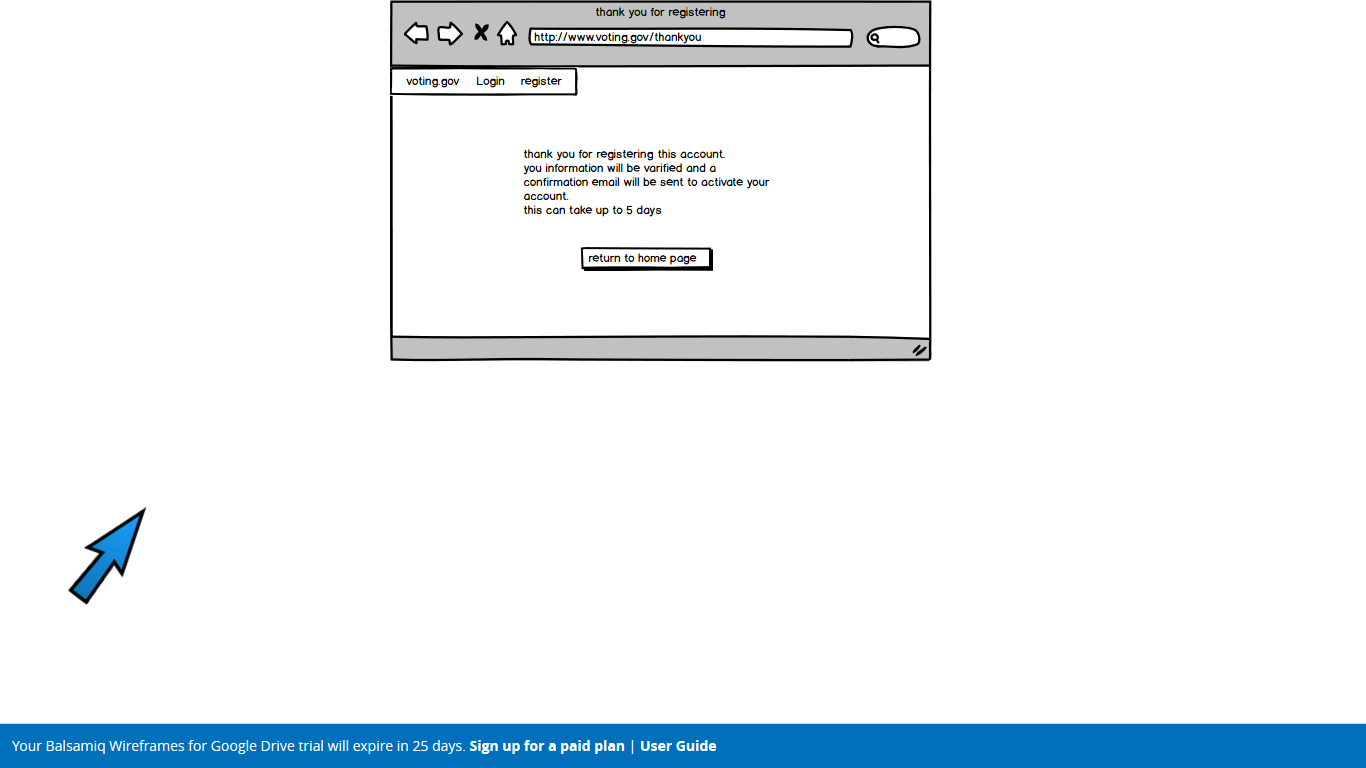 thank you for registering
http://www.voting.gov/thankyou
voting.gov Login register
thank you for registering this account.
you information will be varified and a
confirmation email will be sent to activate your
account.
this can take up to 5 days
return to home page
Your Balsamiq Wireframes for Google Drive trial will expire in 25 days. Sign up for a paid plan | User Guide